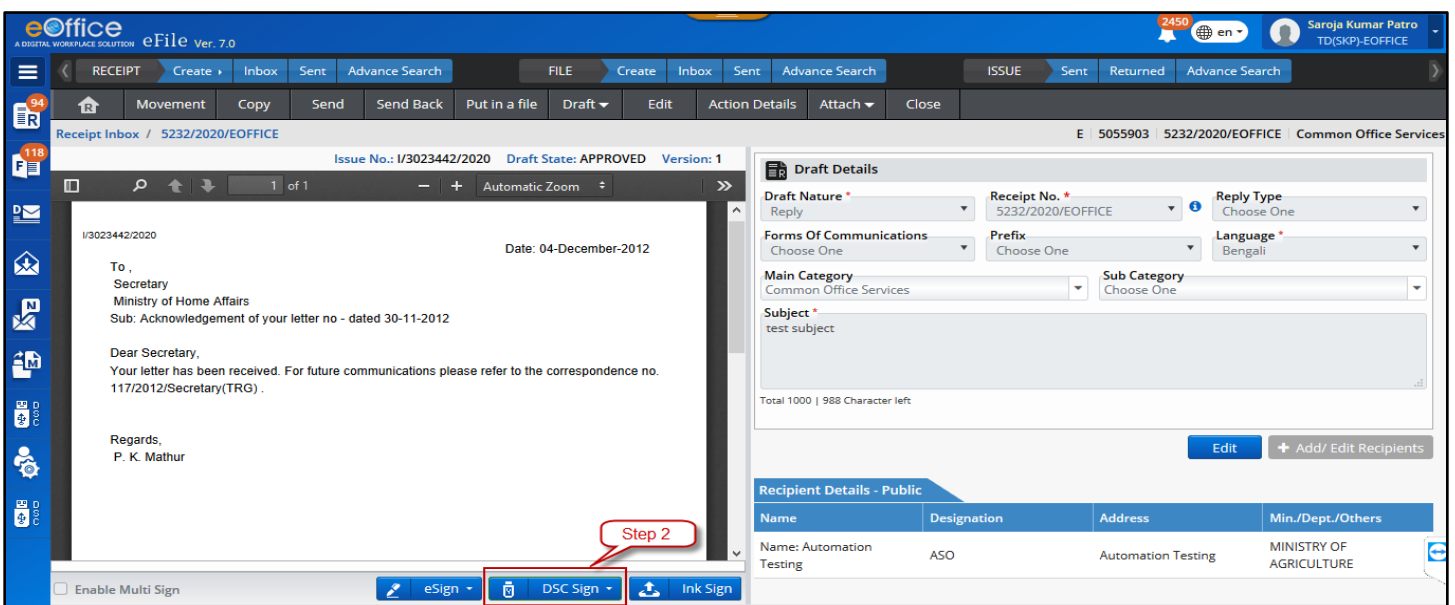 eOffice
A DIGITAL WORKPLACE SOLUTION eFile Ver. 7.0
2450
en
Saroja Kumar Patro
TD(SKP)-EOFFICE
RECEIPT Create Inbox Sent Advance Search FILE Create Inbox Sent Advance Search ISSUE Sent Returned Advance Search
R Movement Copy Send Send Back Put in a file Draft Edit Action Details Attach Close
94
R
Receipt Inbox / 5232/2020/EOFFICE E 5055903 5232/2020/EOFFICE Common Office Services
118
F
Issue No.: I/3023442/2020 Draft State: APPROVED Version: 1
1 of 1 Automatic Zoom
D
I/3023442/2020
Date: 04-December-2012
To ,
Secretary
Ministry of Home Affairs
Sub: Acknowledgement of your letter no - dated 30-11-2012
Dear Secretary,
Your letter has been received. For future communications please refer to the correspondence no.
117/2012/Secretary(TRG) .
Regards,
P. K. Mathur
N
M
DSC
DSC
Step 2
Enable Multi Sign eSign DSC Sign Ink Sign
R Draft Details
Draft Nature * Receipt No. * Reply Type
Reply 5232/2020/EOFFICE Choose One
Forms Of Communications Prefix Language *
Choose One Choose One Bengali
Main Category Sub Category
Common Office Services Choose One
Subject *
test subject
Total 1000 | 988 Character left
Edit + Add/ Edit Recipients
Recipient Details - Public
Name Designation Address Min./Dept./Others
Name: Automation Testing ASO Automation Testing MINISTRY OF AGRICULTURE